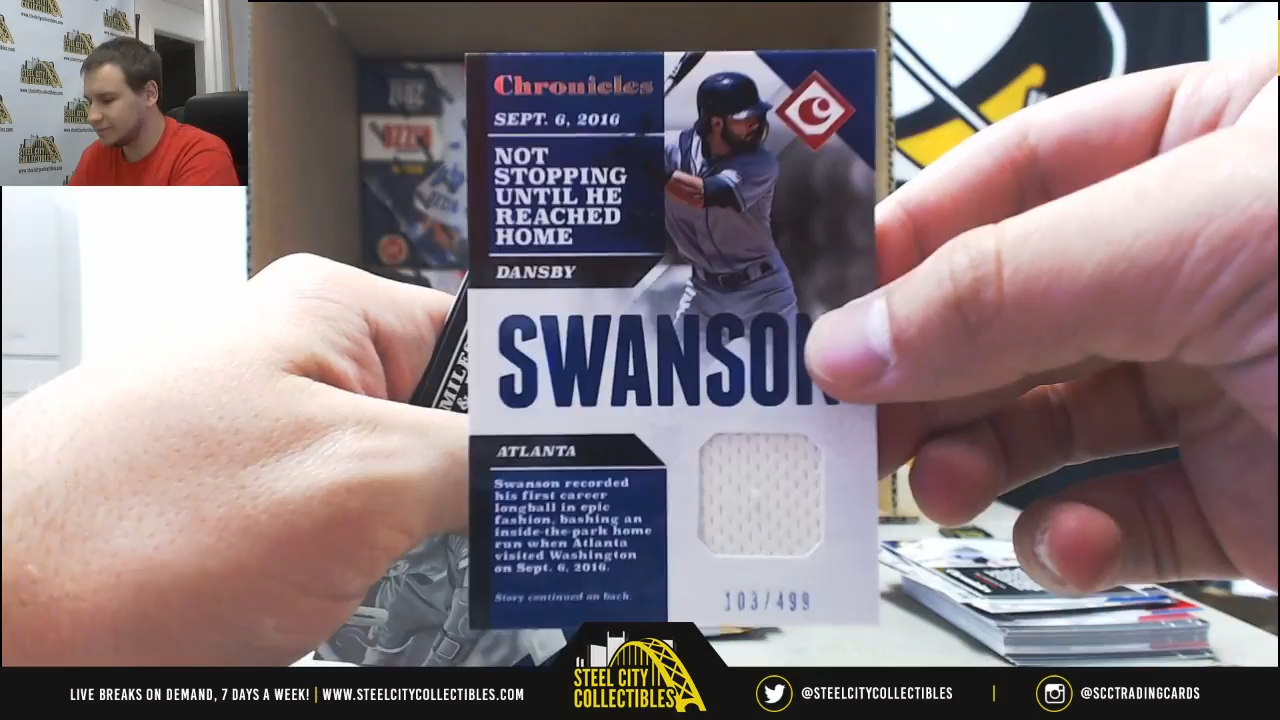 Chronicles
SEPT. 6, 2016
NOT
STOPPING
UNTIL HE
REACHED
HOME
DANSBY
SWANSON
ATLANTA
Swanson recorded
his first career
longball in epic
fashion, bashing an
inside-the-park home
run when Atlanta
visited Washington
on Sept. 6, 2016.
Story continued on back.
103/499
LIVE BREAKS ON DEMAND, 7 DAYS A WEEK! | WWW.STEELCITYCOLLECTIBLES.COM
STEEL CITY
COLLECTIBLES
@STEELCITYCOLLECTIBLES | @SCCTRADINGCARDS